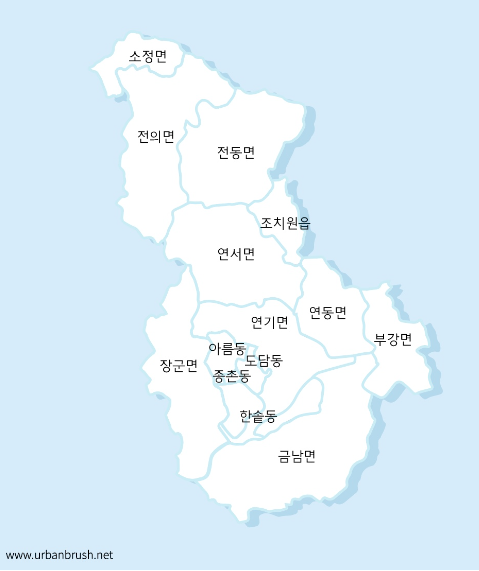 소정면
전의면
전동면
조치원읍
연서면
연동면
연기면
부강면
아름동
도담동
장군면
종촌동
한솔동
금남면
www.urbanbrush.net